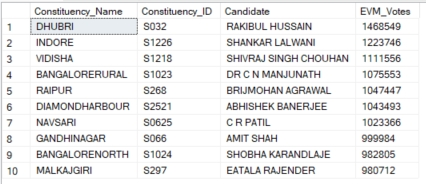 Constituency_Name Constituency_ID Candidate EVM_Votes
1 DHUBRI S032 RAKIBUL HUSSAIN 1468549
2 INDORE S1226 SHANKAR LALWANI 1223746
3 VIDISHA S1218 SHIVRAJ SINGH CHOUHAN 1111556
4 BANGALORERURAL S1023 DR C N MANJUNATH 1075553
5 RAIPUR S268 BRIJMOHAN AGRAWAL 1047447
6 DIAMONDHARBOUR S2521 ABHISHEK BANERJEE 1043493
7 NAVSARI S0625 C R PATIL 1023366
8 GANDHINAGAR S066 AMIT SHAH 999984
9 BANGALORENORTH S1024 SHOBHA KARANDLAJE 982805
10 MALKAJGIRI S297 EATALA RAJENDER 980712